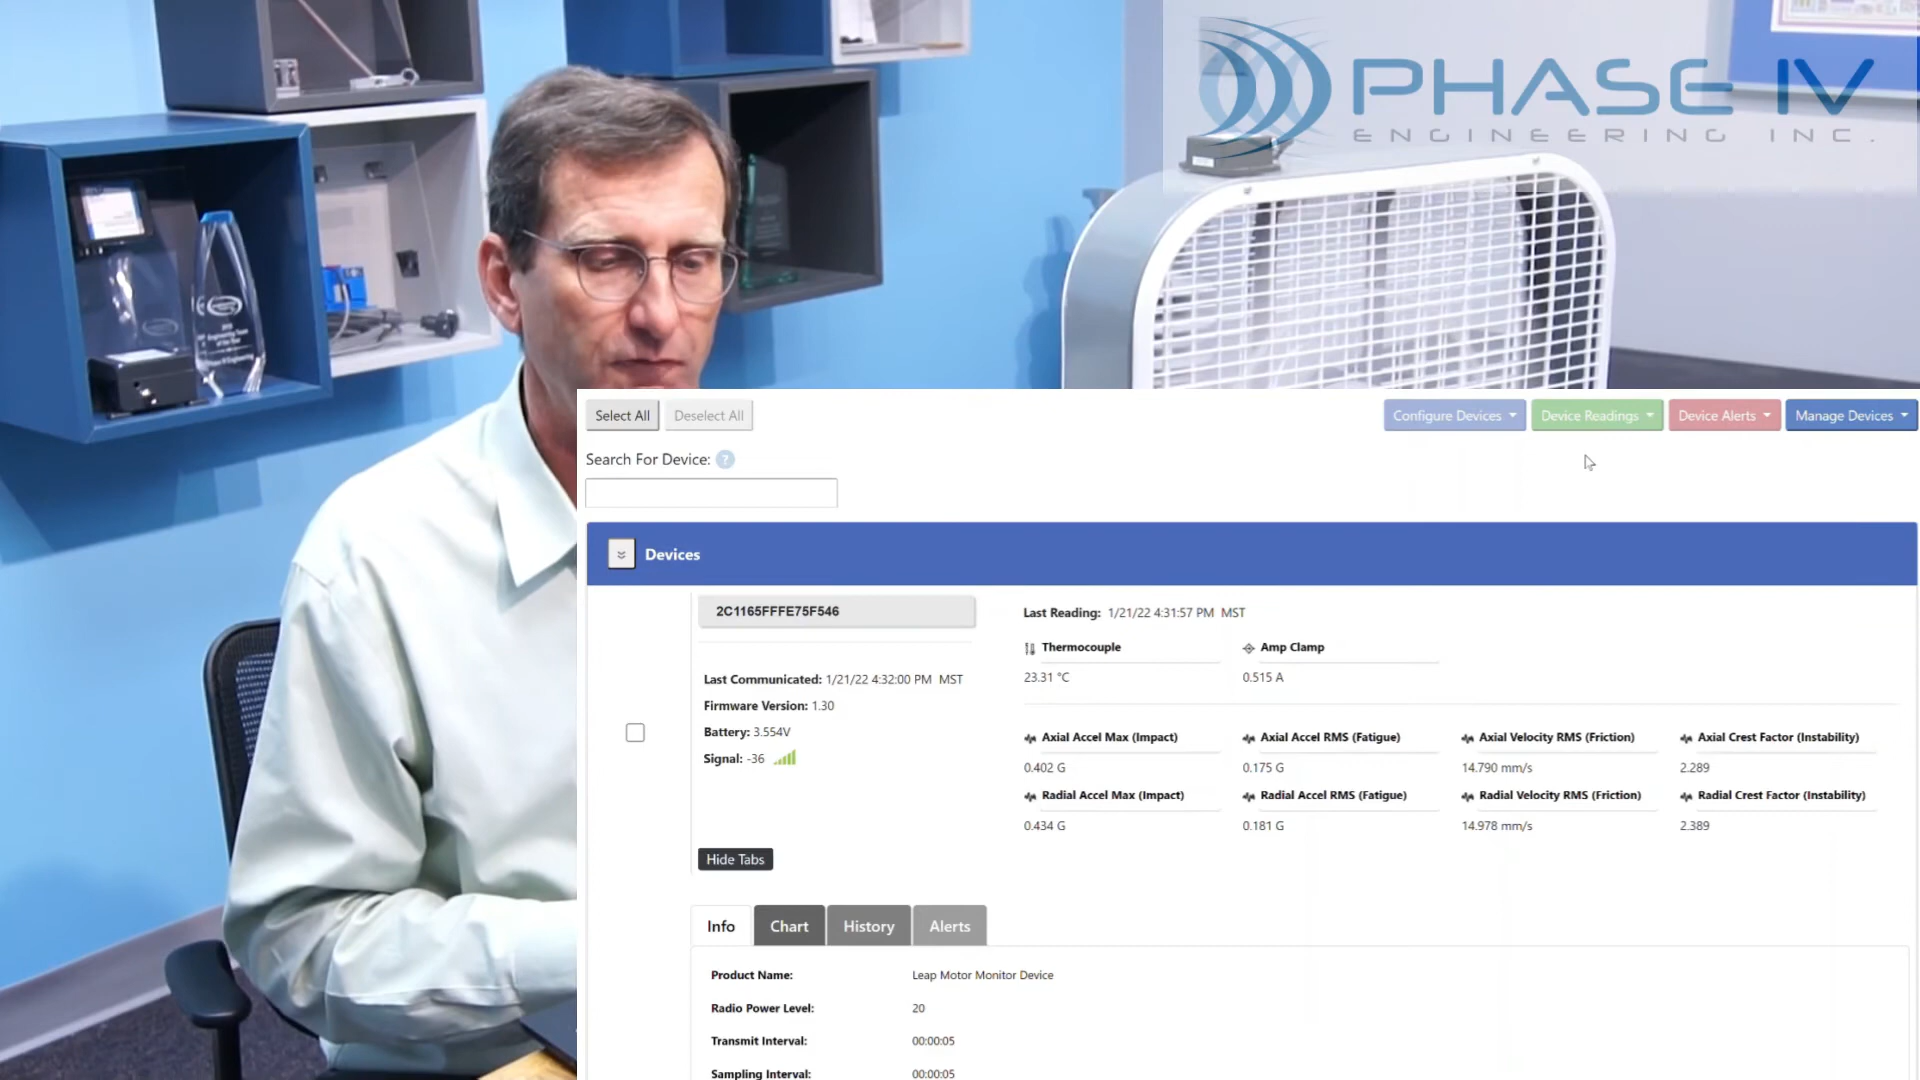 PHASE IV
ENGINEERING INC.
Select All
Deselect All
Configure Devices
Device Readings
Device Alerts
Manage Devices
Search For Device: ?
Devices
2C1165FFFE75F546
Last Reading: 1/21/22 4:31:57 PM MST
Thermocouple
Amp Clamp
23.31 °C
0.515 A
Last Communicated: 1/21/22 4:32:00 PM MST
Firmware Version: 1.30
Battery: 3.554V
Signal: -36
Axial Accel Max (Impact)
Axial Accel RMS (Fatigue)
Axial Velocity RMS (Friction)
Axial Crest Factor (Instability)
0.402 G
0.175 G
14.790 mm/s
2.289
Radial Accel Max (Impact)
Radial Accel RMS (Fatigue)
Radial Velocity RMS (Friction)
Radial Crest Factor (Instability)
0.434 G
0.181 G
14.978 mm/s
2.389
Hide Tabs
Info
Chart
History
Alerts
Product Name: Leap Motor Monitor Device
Radio Power Level: 20
Transmit Interval: 00:00:05
Sampling Interval: 00:00:05